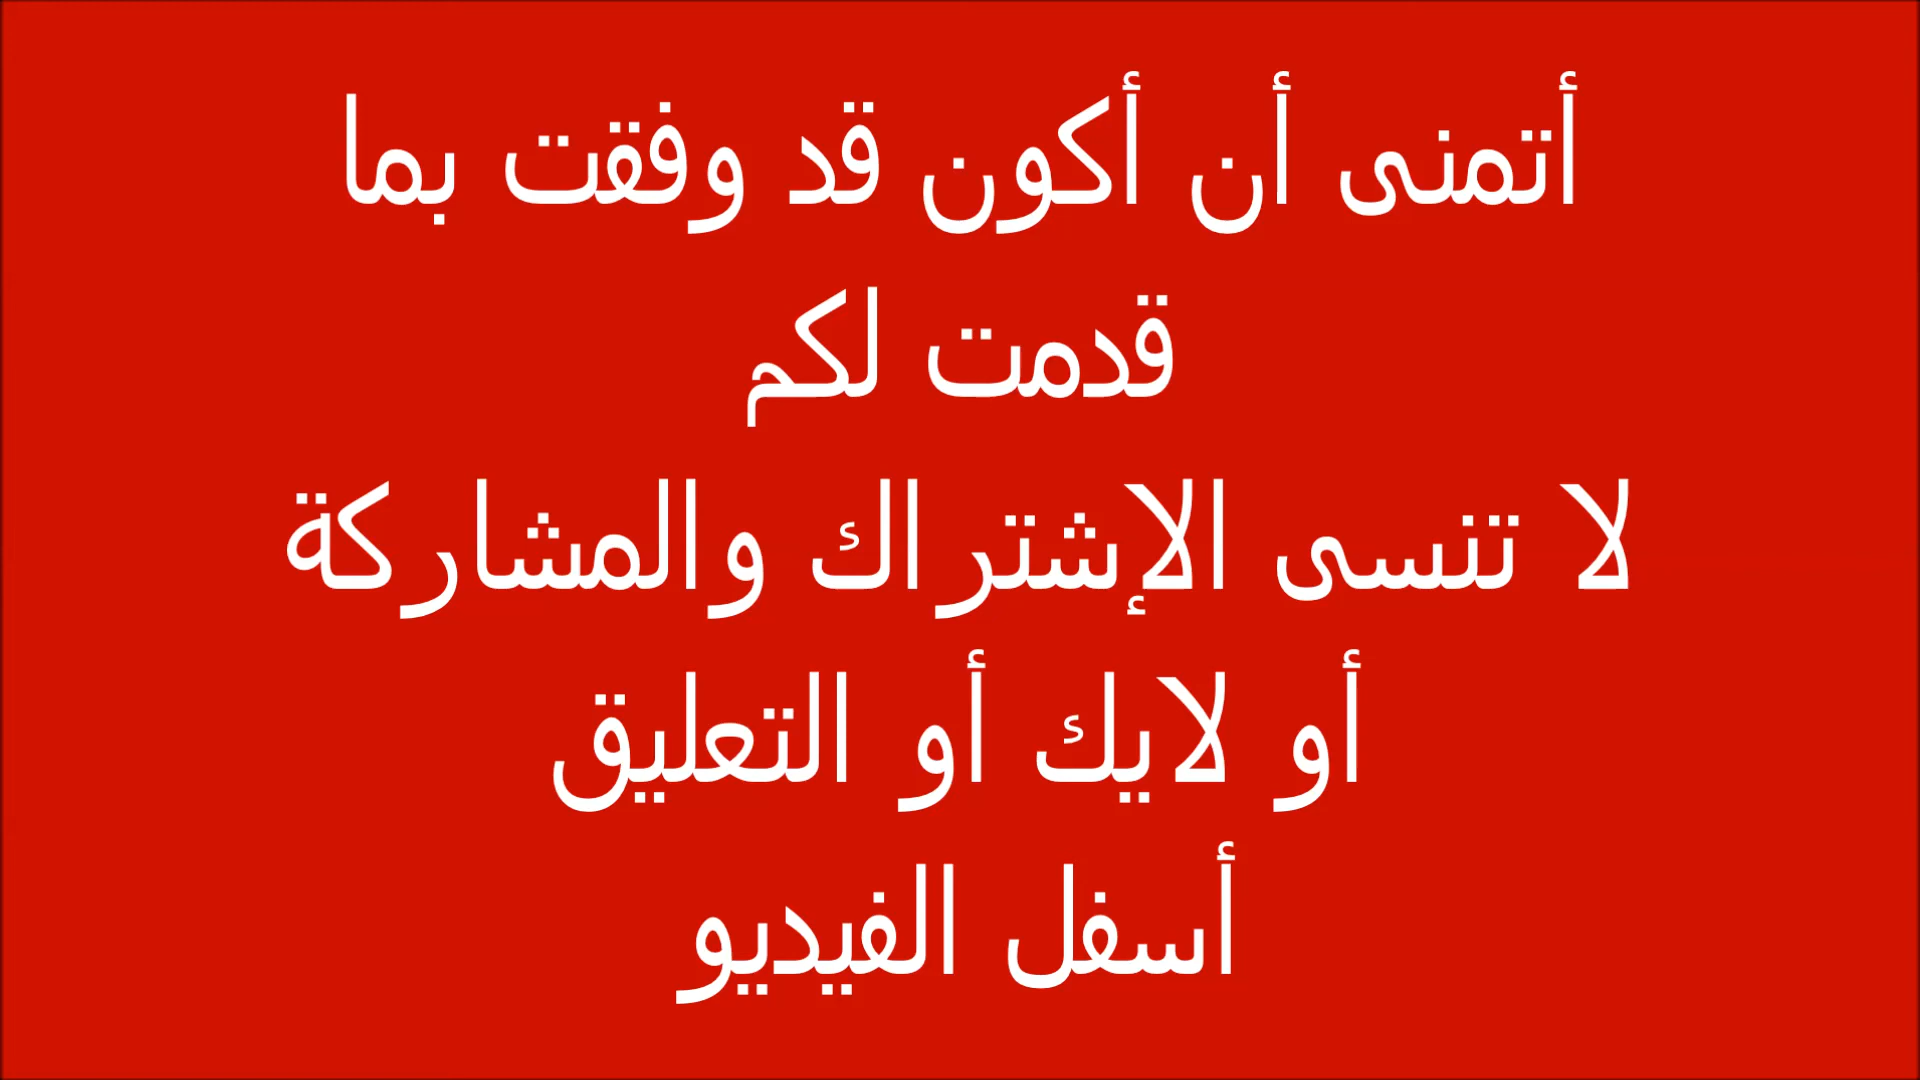 أتمنى أن أكون قد وفقت بما
قدمت لكم
لا تنسى الإشتراك والمشاركة
أو لايك أو التعليق
أسفل الفيديو